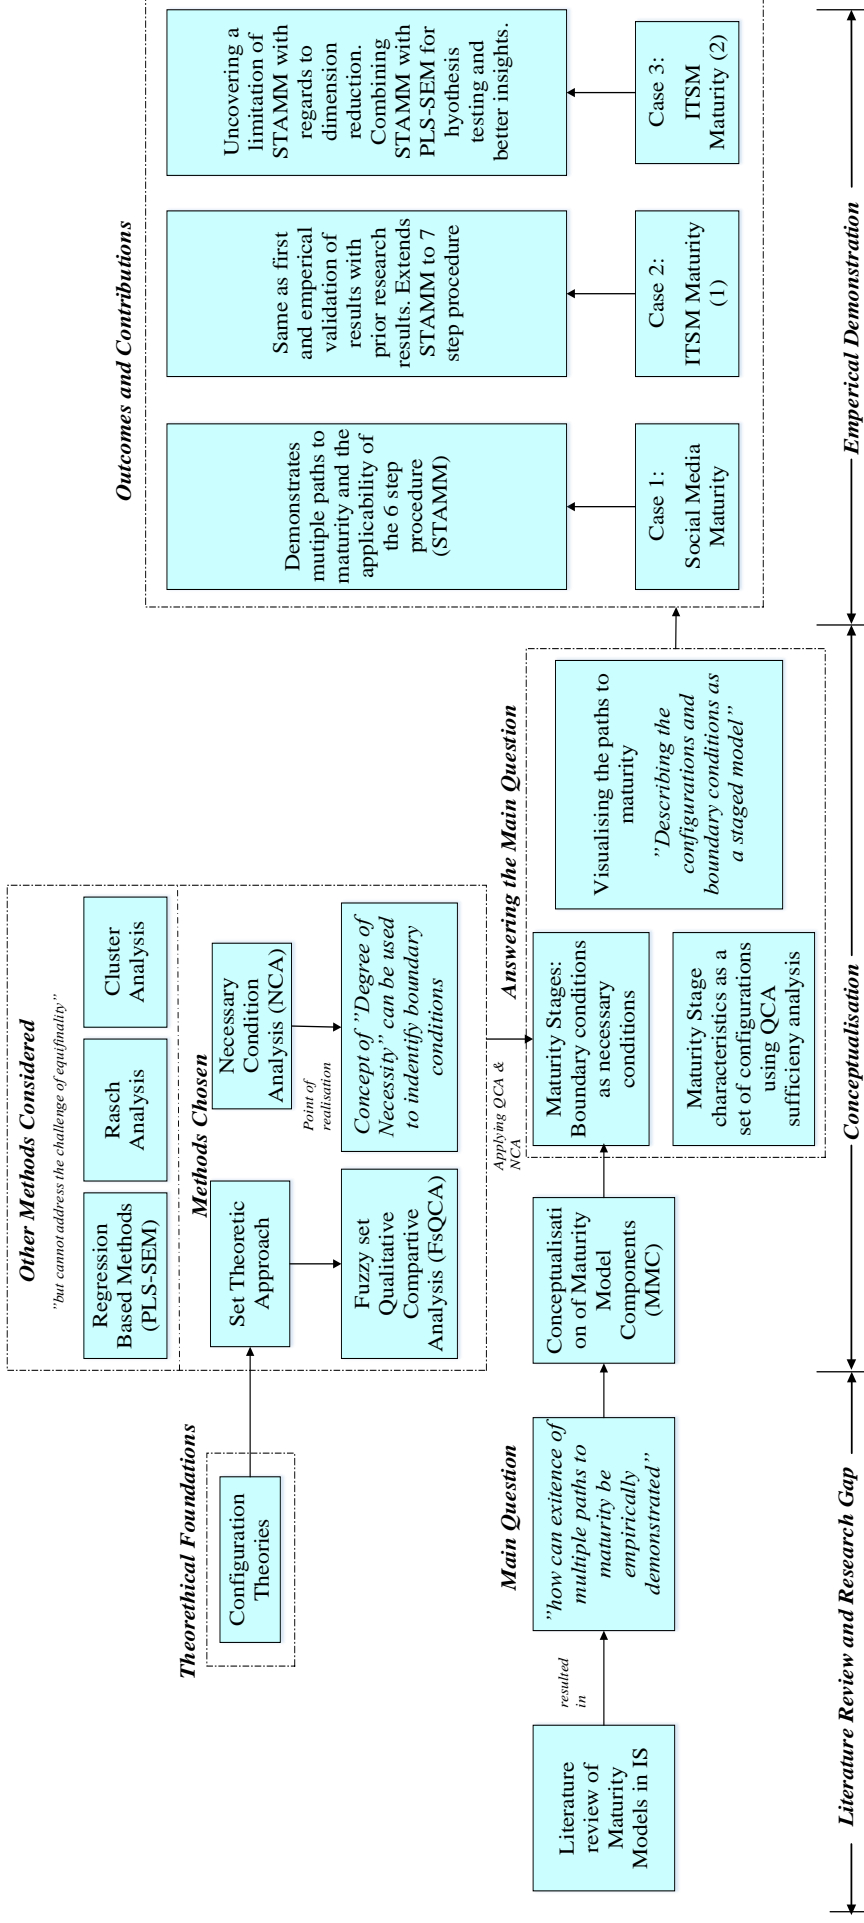 Other Methods Considered
"but cannot address the challenge of equifinality"
Regression
Based Methods
(PLS-SEM)
Rasch
Analysis
Cluster
Analysis
Methods Chosen
Set Theoretic
Approach
Necessary
Condition
Analysis (NCA)
Point of
realisation
Fuzzy set
Qualitative
Compartive
Analysis (FsQCA)
Concept of "Degree of
Necessity" can be used
to indentify boundary
conditions
Theorethical Foundations
Configuration
Theories
Applying QCA &
NCA
Literature
review of
Maturity
Models in IS
resulted
in
Main Question
"how can exitence of
multiple paths to
maturity be
empirically
demonstrated"
Conceptualisati
on of Maturity
Model
Components
(MMC)
Answering the Main Question
Maturity Stages:
Boundary conditions
as necessary
conditions
Maturity Stage
characteristics as a
set of configurations
using QCA
sufficieny analysis
Visualising the paths to
maturity
"Describing the
configurations and
boundary conditions as
a staged model"
Outcomes and Contributions
Demonstrates
mutiple paths to
maturity and the
applicability of
the 6 step
procedure
(STAMM)
Same as first
and emperical
validation of
results with
prior research
results. Extends
STAMM to 7
step procedure
Uncovering a
limitation of
STAMM with
regards to
dimension
reduction.
Combining
STAMM with
PLS-SEM for
hyothesis
testing and
better insights.
Case 1:
Social Media
Maturity
Case 2:
ITSM Maturity
(1)
Case 3:
ITSM
Maturity (2)
Literature Review and Research Gap
Conceptualisation
Emperical Demonstration